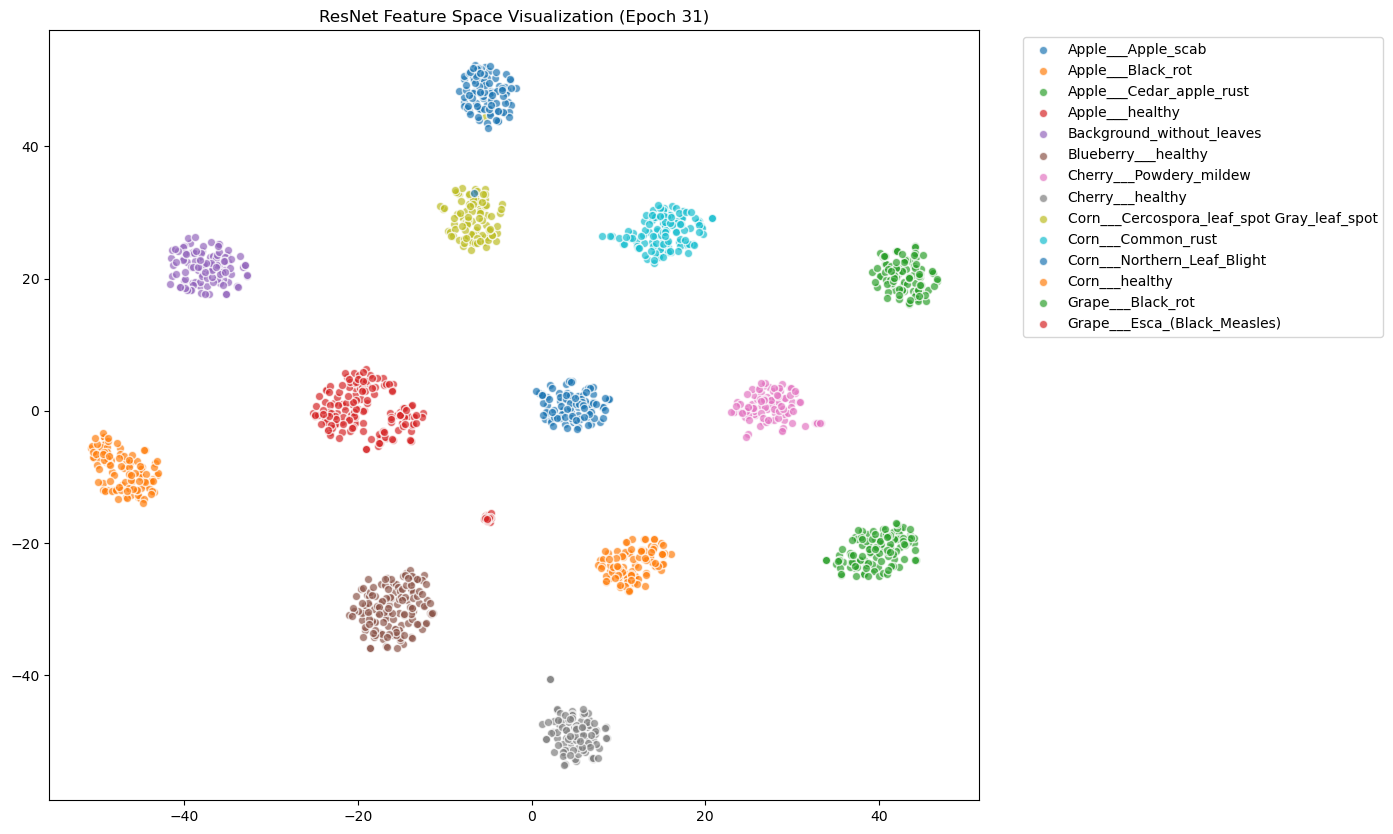 ResNet Feature Space Visualization (Epoch 31)
40
20
0
−20
−40
−40
−20
0
20
40
Apple___Apple_scab
Apple___Black_rot
Apple___Cedar_apple_rust
Apple___healthy
Background_without_leaves
Blueberry___healthy
Cherry___Powdery_mildew
Cherry___healthy
Corn___Cercospora_leaf_spot Gray_leaf_spot
Corn___Common_rust
Corn___Northern_Leaf_Blight
Corn___healthy
Grape___Black_rot
Grape___Esca_(Black_Measles)